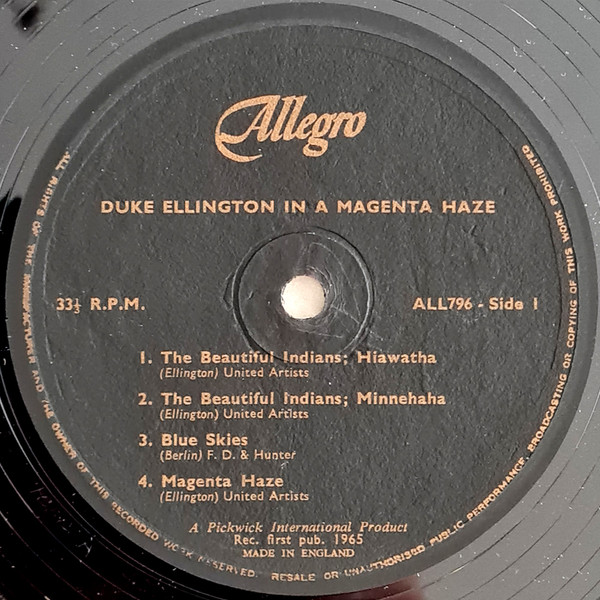 Allegro
DUKE ELLINGTON IN A MAGENTA HAZE
33⅓ R.P.M.
ALL796 - Side 1
1. The Beautiful Indians; Hiawatha
(Ellington) United Artists
2. The Beautiful Indians; Minnehaha
(Ellington) United Artists
3. Blue Skies
(Berlin) F. D. & Hunter
4. Magenta Haze
(Ellington) United Artists
A Pickwick International Product
Rec. first pub. 1965
MADE IN ENGLAND
ALL RIGHTS OF THE MANUFACTURER AND THE OWNER OF THIS RECORDED WORK RESERVED. RESALE OR UNAUTHORISED PUBLIC PERFORMANCE, BROADCASTING OR COPYING OF THIS WORK PROHIBITED